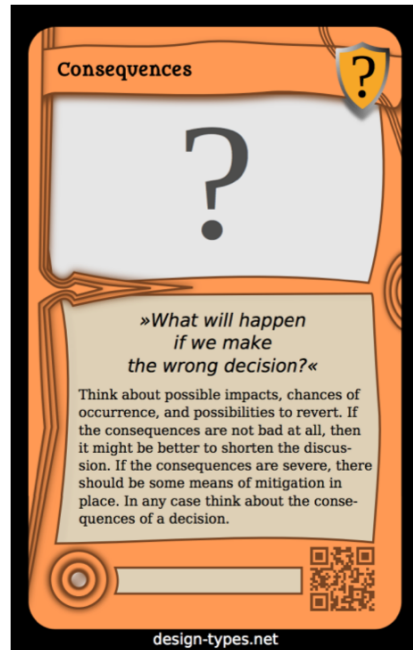 Consequences
?
?
»What will happen
if we make
the wrong decision?«
Think about possible impacts, chances of
occurrence, and possibilities to revert. If
the consequences are not bad at all, then
it might be better to shorten the discus-
sion. If the consequences are severe, there
should be some means of mitigation in
place. In any case think about the conse-
quences of a decision.
design-types.net